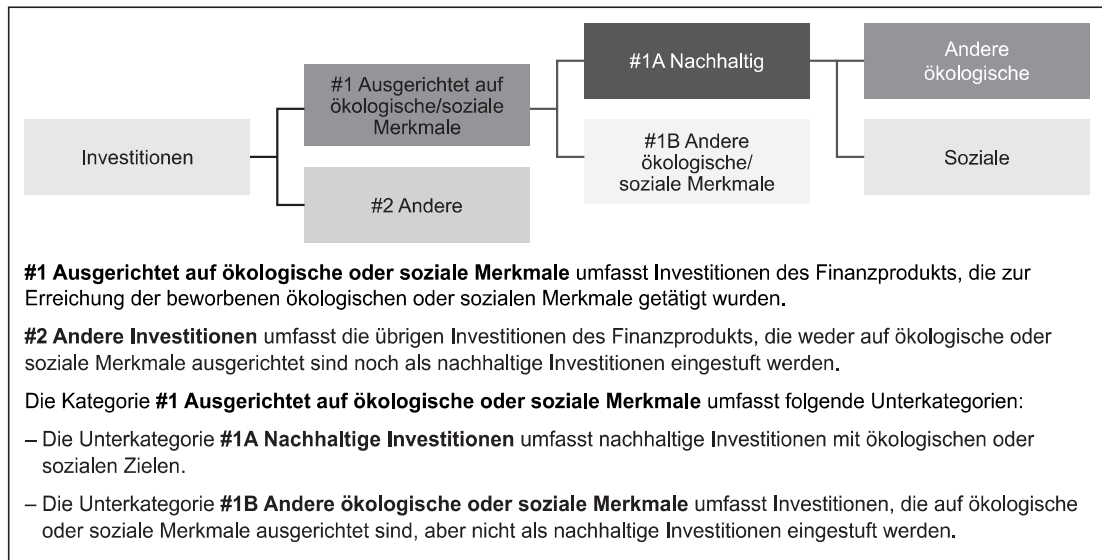 Investitionen
#1 Ausgerichtet auf
ökologische/soziale
Merkmale
#2 Andere
#1A Nachhaltig
#1B Andere
ökologische/
soziale Merkmale
Andere
ökologische
Soziale
#1 Ausgerichtet auf ökologische oder soziale Merkmale umfasst Investitionen des Finanzprodukts, die zur
Erreichung der beworbenen ökologischen oder sozialen Merkmale getätigt wurden.
#2 Andere Investitionen umfasst die übrigen Investitionen des Finanzprodukts, die weder auf ökologische oder
soziale Merkmale ausgerichtet sind noch als nachhaltige Investitionen eingestuft werden.
Die Kategorie #1 Ausgerichtet auf ökologische oder soziale Merkmale umfasst folgende Unterkategorien:
– Die Unterkategorie #1A Nachhaltige Investitionen umfasst nachhaltige Investitionen mit ökologischen oder
sozialen Zielen.
– Die Unterkategorie #1B Andere ökologische oder soziale Merkmale umfasst Investitionen, die auf ökologische
oder soziale Merkmale ausgerichtet sind, aber nicht als nachhaltige Investitionen eingestuft werden.